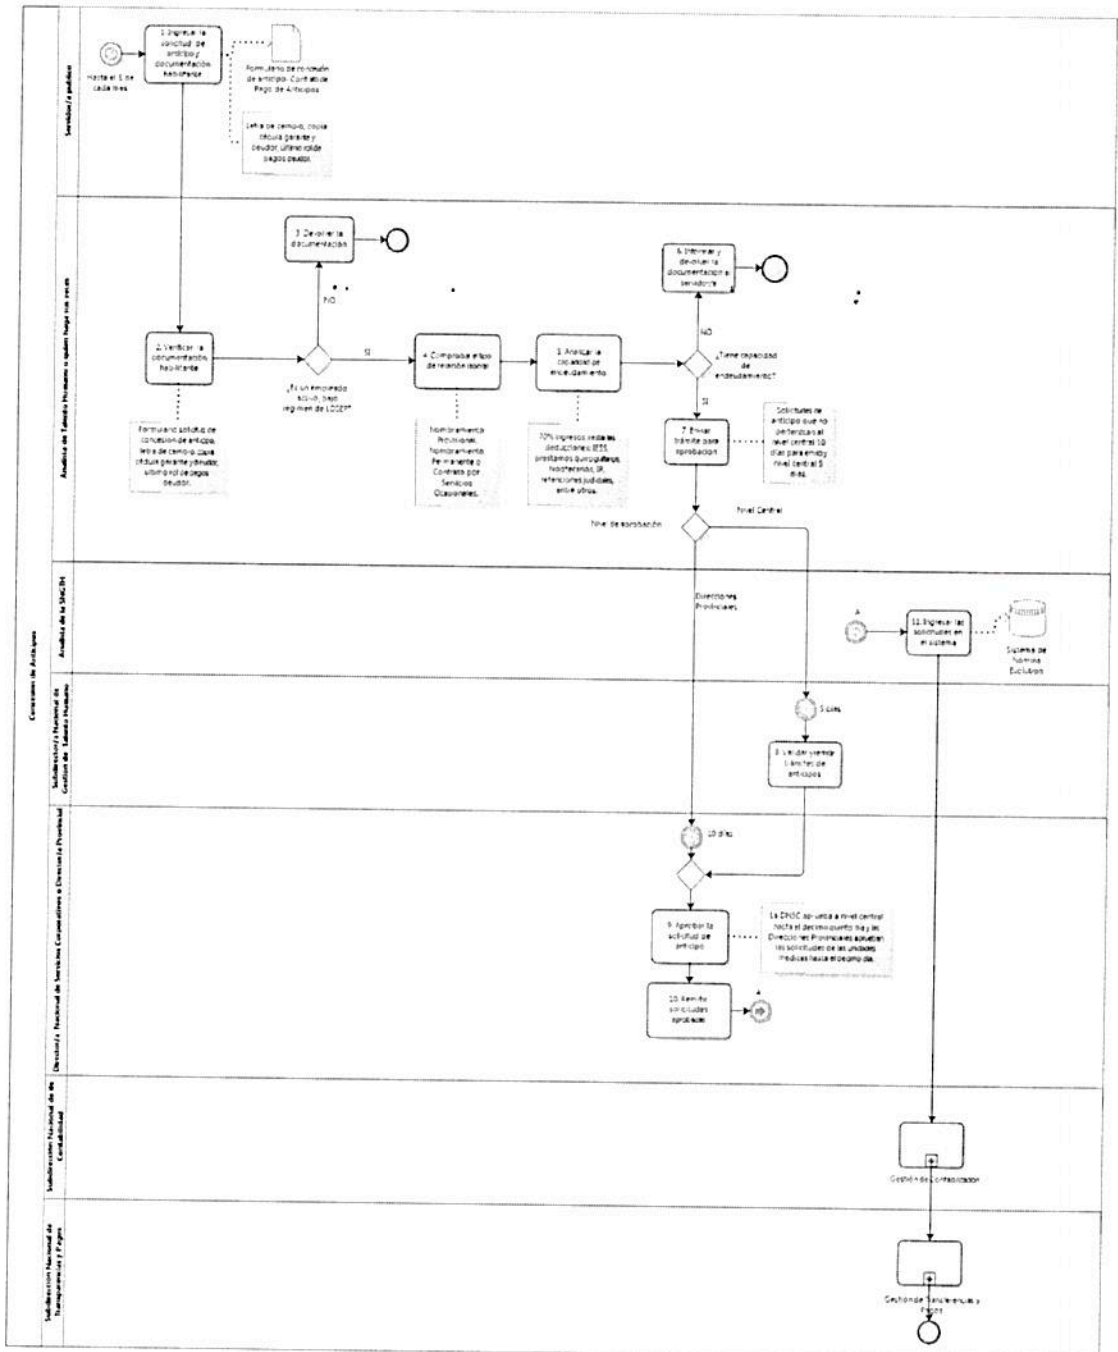 Concesión de Anticipos
Servidor/a público
Hasta el 5 de
cada mes
1. Ingresar la
solicitud de
anticipo y
documentación
habilitante
Formulario de concesión
de anticipo- Contrato de
Pago de Anticipos
Letra de cambio, copia
cédula garante y
deudor, último rol de
pagos deudor.
Analista de Talento Humano o quien haga sus veces
2. Verificar la
documentación
habilitante
Formulario solicitud de
concesión de anticipo,
letra de cambio, copia
cédula garante y deudor,
último rol de pagos
deudor.
3. Devolver la
documentación
NO
SI
¿Es un empleado
activo, bajo
régimen de LOSEP?
4. Comprobar el tipo
de relación laboral
Nombramiento
Provisional,
Nombramiento
Permanente o
Contrato por
Servicios
Ocasionales.
5. Analizar la
capacidad de
endeudamiento
70% ingresos, resta las
deducciones: IESS,
préstamos quirografarios,
hipotecarios, IR,
retenciones judiciales,
entre otros.
6. Informar y
devolver la
documentación al
servidor/a
NO
¿Tiene capacidad
de
endeudamiento?
SI
7. Enviar
trámite para
aprobación
Solicitudes de
anticipo que no
pertenezcan al
nivel central 10
días para envío y
nivel central 5
días.
Nivel de aprobación
Nivel Central
Direcciones
Provinciales
Analista de la SNGTH
A
11. Ingresar las
solicitudes en
el sistema
Sistema de
Nomina
Evolution
Subdirector/a Nacional de
Gestión de Talento Humano
5 días
8. Validar y remitir
trámites de
anticipos
Director/a Nacional de Servicios Corporativos o Director/a Provincial
10 días
9. Aprobar la
solicitud de
anticipo
La DNSC aprueba a nivel central
hasta el decimo quinto día y las
Direcciones Provinciales aprueban
las solicitudes de las unidades
médicas hasta el decimo día.
10. Remitir
solicitudes
aprobadas
A
Subdirección Nacional de
Contabilidad
Gestión de Contabilidad
Subdirección Nacional de
Transferencias y Pagos
Gestión de Transferencias y
Pagos